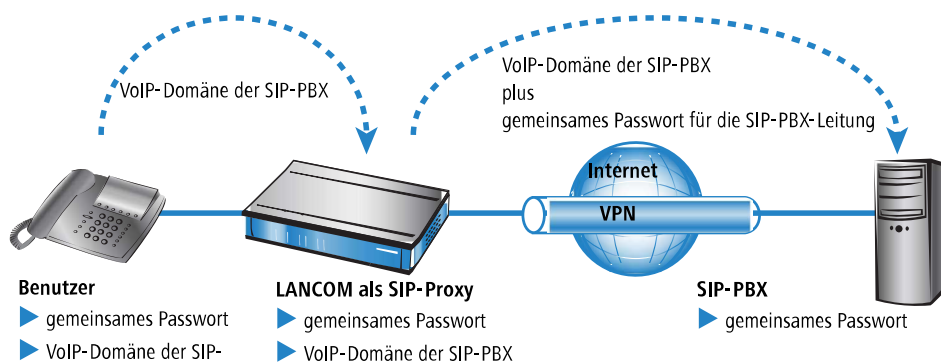 VoIP-Domäne der SIP-PBX
VoIP-Domäne der SIP-PBX
plus
gemeinsames Passwort für die SIP-PBX-Leitung
Internet
VPN
Benutzer
gemeinsames Passwort
VoIP-Domäne der SIP-
LANCOM als SIP-Proxy
gemeinsames Passwort
VoIP-Domäne der SIP-PBX
SIP-PBX
gemeinsames Passwort